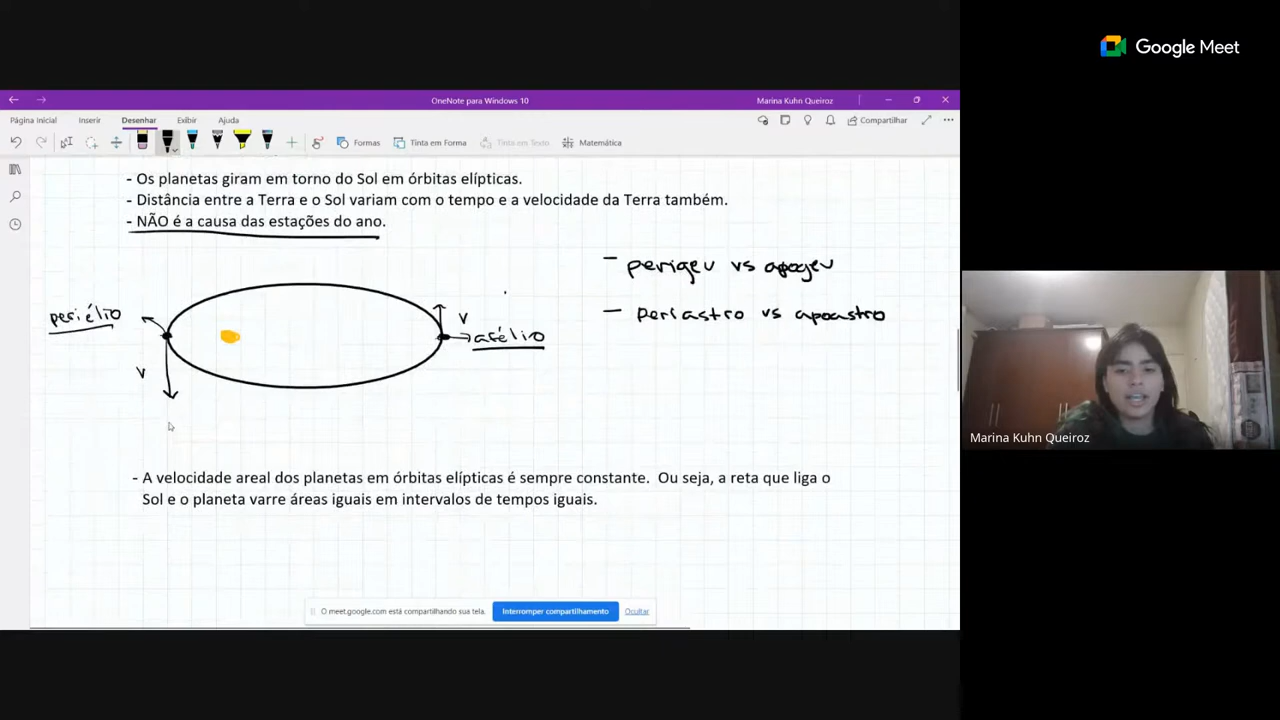 Google Meet
OneNote para Windows 10
Marina Kuhn Queiroz
Página Inicial
Inserir
Desenhar
Exibir
Ajuda
Compartilhar
Formas
Tinta em Forma
Tinta em Texto
Matemática
- Os planetas giram em torno do Sol em órbitas elípticas.
- Distância entre a Terra e o Sol variam com o tempo e a velocidade da Terra também.
- NÃO é a causa das estações do ano.
- perigeu vs apogeu
- periastro vs apoastro
periélio
v
afélio
v
Marina Kuhn Queiroz
- A velocidade areal dos planetas em órbitas elípticas é sempre constante. Ou seja, a reta que liga o
Sol e o planeta varre áreas iguais em intervalos de tempos iguais.
O meet.google.com está compartilhando sua tela.
Interromper compartilhamento
Ocultar